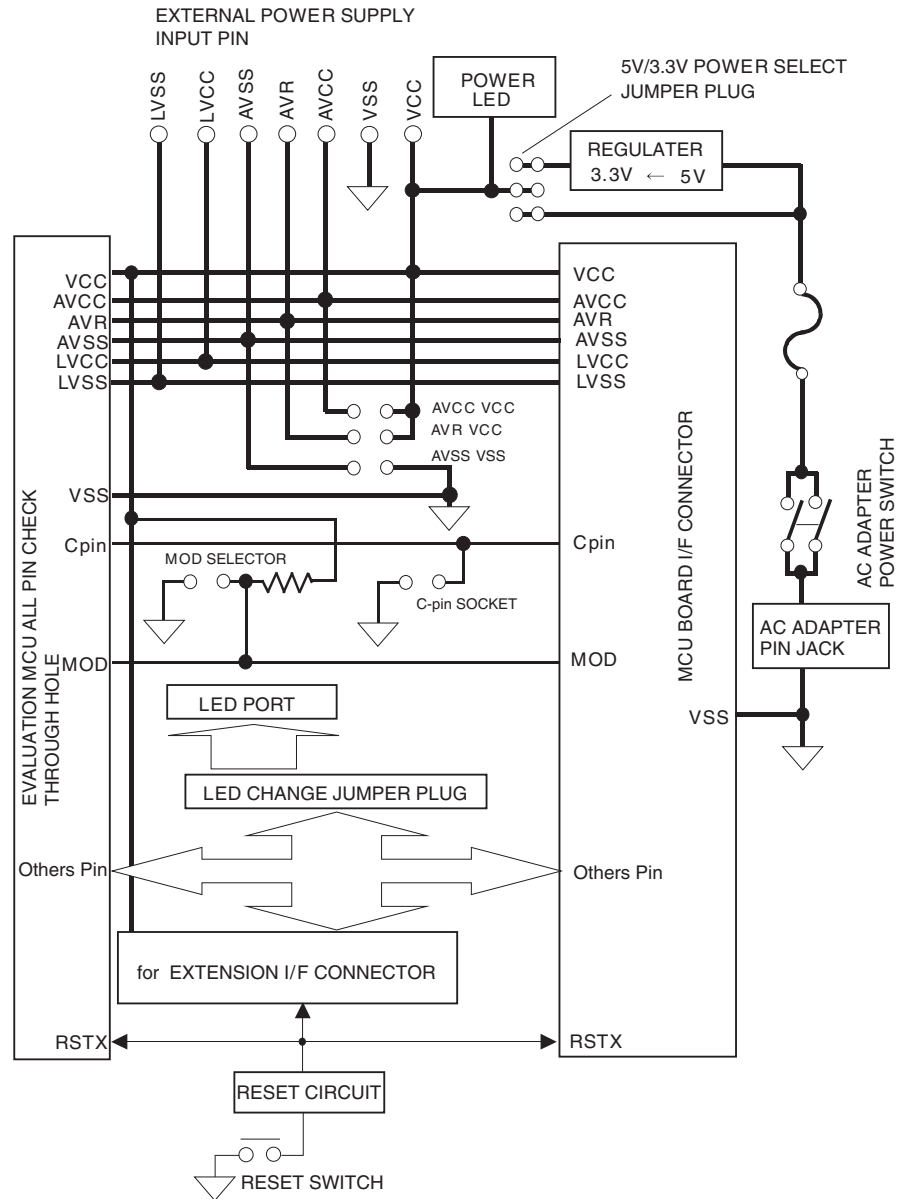 EXTERNAL POWER SUPPLY
INPUT PIN
LVSS
LVCC
AVSS
AVR
AVCC
VSS
VCC
POWER
LED
5V/3.3V POWER SELECT
JUMPER PLUG
REGULATER
3.3V ← 5V
VCC
AVCC
AVR
AVSS
LVCC
LVSS
VCC
AVCC
AVR
AVSS
LVCC
LVSS
AVCC VCC
AVR VCC
AVSS VSS
VSS
Cpin
Cpin
MOD SELECTOR
C-pin SOCKET
EVALUATION MCU ALL PIN CHECK
THROUGH HOLE
MCU BOARD I/F CONNECTOR
AC ADAPTER
POWER SWITCH
AC ADAPTER
PIN JACK
MOD
MOD
LED PORT
VSS
LED CHANGE JUMPER PLUG
Others Pin
Others Pin
for EXTENSION I/F CONNECTOR
RSTX
RSTX
RESET CIRCUIT
RESET SWITCH